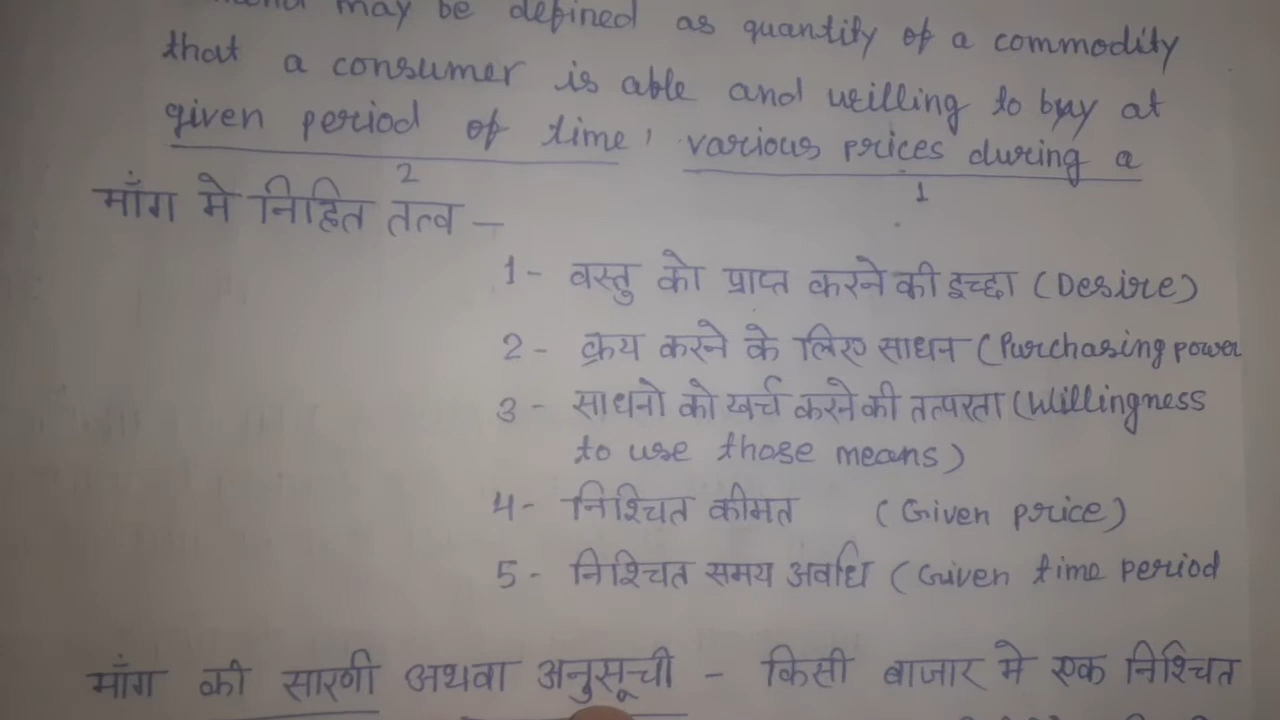 may be defined as quantity of a commodity
that a consumer is able and willing to buy at
given period of time, various prices during a
2
1
माँग मे निहित तत्व -
1- वस्तु को प्राप्त करने की इच्छा (Desire)
2- क्रय करने के लिए साधन (Purchasing power
3- साधनो को खर्च करने की तत्परता (Willingness
to use those means)
4- निश्चित कीमत (Given price)
5- निश्चित समय अवधि (Given time period
माँग की सारणी अथवा अनुसूची - किसी बाजार मे एक निश्चित